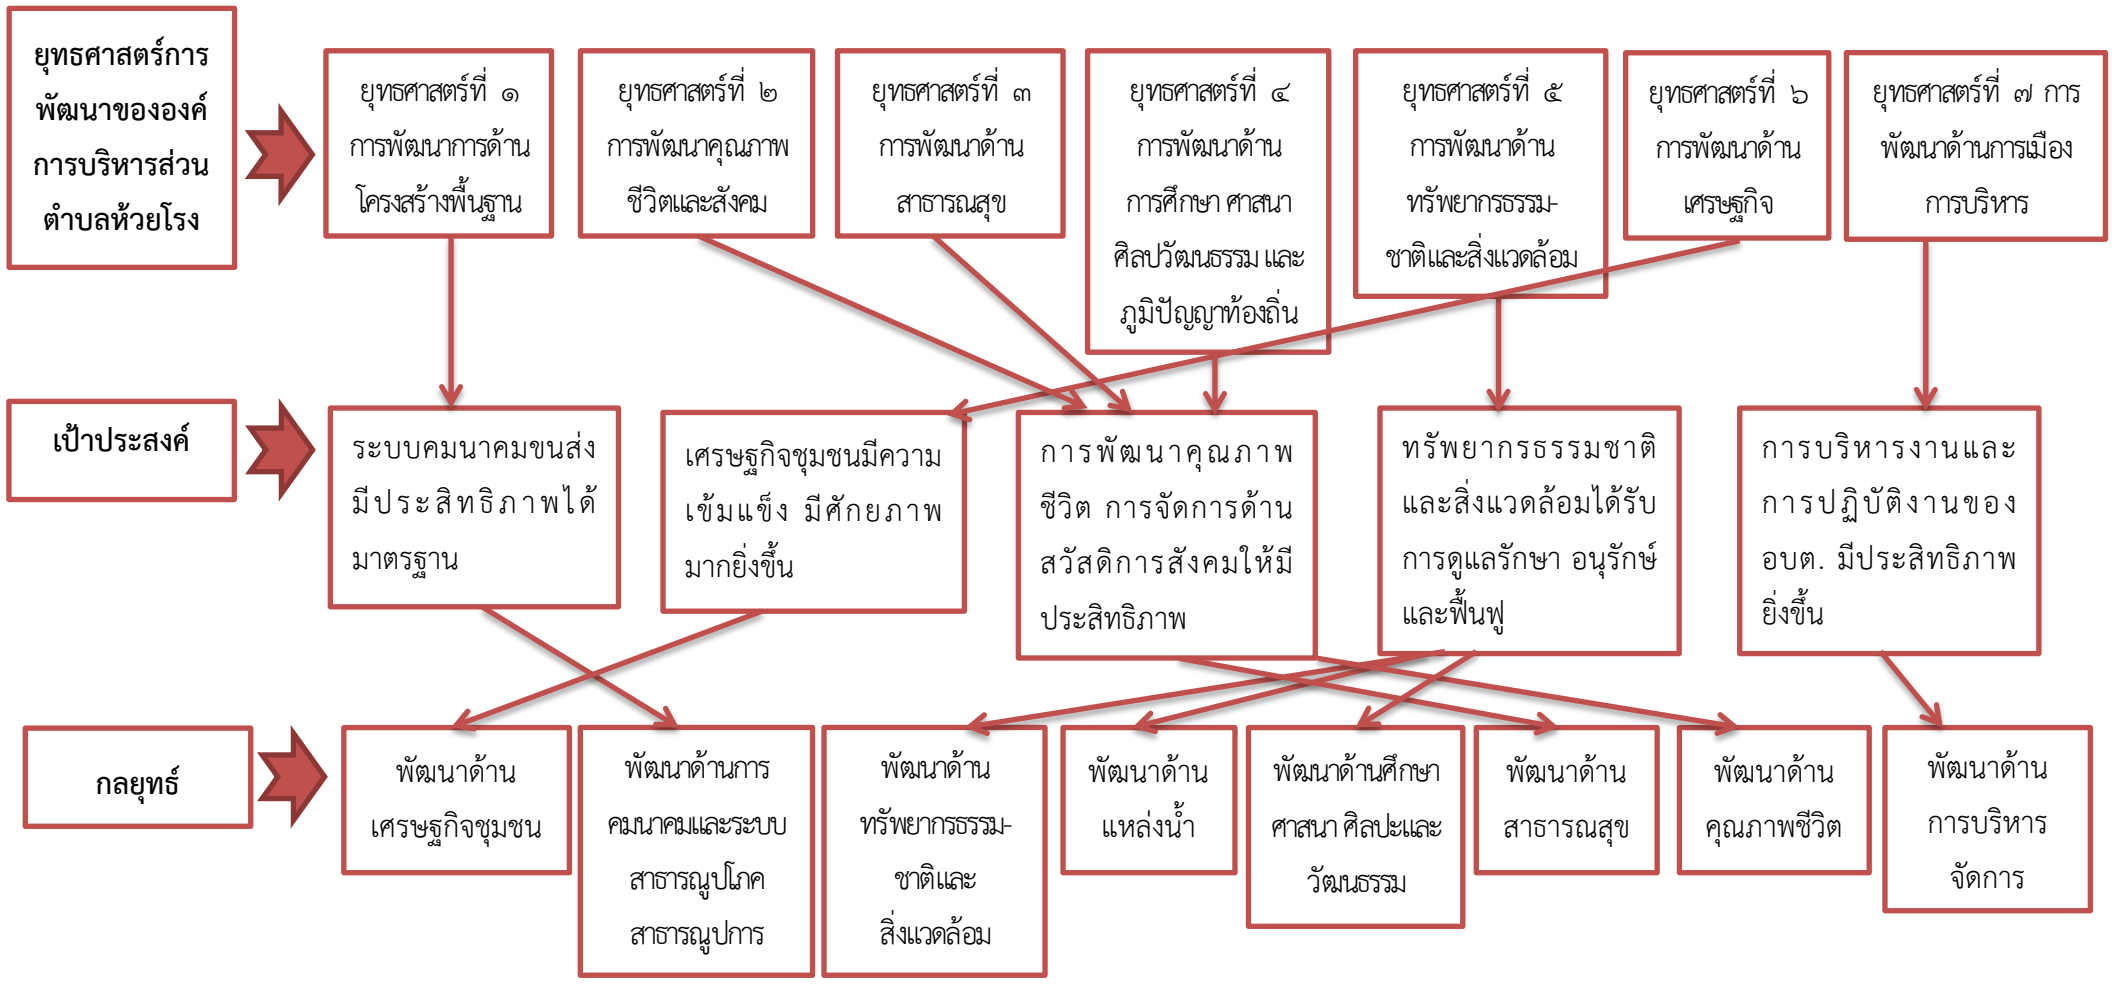 ยุทธศาสตร์การ
พัฒนาขององค์
การบริหารส่วน
ตำบลห้วยโรง
ยุทธศาสตร์ที่ ๑
การพัฒนาการด้าน
โครงสร้างพื้นฐาน
ยุทธศาสตร์ที่ ๒
การพัฒนาคุณภาพ
ชีวิตและสังคม
ยุทธศาสตร์ที่ ๓
การพัฒนาด้าน
สาธารณสุข
ยุทธศาสตร์ที่ ๔
การพัฒนาด้าน
การศึกษา ศาสนา
ศิลปวัฒนธรรม และ
ภูมิปัญญาท้องถิ่น
ยุทธศาสตร์ที่ ๕
การพัฒนาด้าน
ทรัพยากรธรรม-
ชาติและสิ่งแวดล้อม
ยุทธศาสตร์ที่ ๖
การพัฒนาด้าน
เศรษฐกิจ
ยุทธศาสตร์ที่ ๗ การ
พัฒนาด้านการเมือง
การบริหาร
เป้าประสงค์
ระบบคมนาคมขนส่ง
มีประสิทธิภาพได้
มาตรฐาน
เศรษฐกิจชุมชนมีความ
เข้มแข็ง มีศักยภาพ
มากยิ่งขึ้น
การพัฒนาคุณภาพ
ชีวิต การจัดการด้าน
สวัสดิการสังคมให้มี
ประสิทธิภาพ
ทรัพยากรธรรมชาติ
และสิ่งแวดล้อมได้รับ
การดูแลรักษา อนุรักษ์
และฟื้นฟู
การบริหารงานและ
การปฏิบัติงานของ
อบต. มีประสิทธิภาพ
ยิ่งขึ้น
กลยุทธ์
พัฒนาด้าน
เศรษฐกิจชุมชน
พัฒนาด้านการ
คมนาคมและระบบ
สาธารณูปโภค
สาธารณูปการ
พัฒนาด้าน
ทรัพยากรธรรม-
ชาติและ
สิ่งแวดล้อม
พัฒนาด้าน
แหล่งน้ำ
พัฒนาด้านศึกษา
ศาสนา ศิลปะและ
วัฒนธรรม
พัฒนาด้าน
สาธารณสุข
พัฒนาด้าน
คุณภาพชีวิต
พัฒนาด้าน
การบริหาร
จัดการ